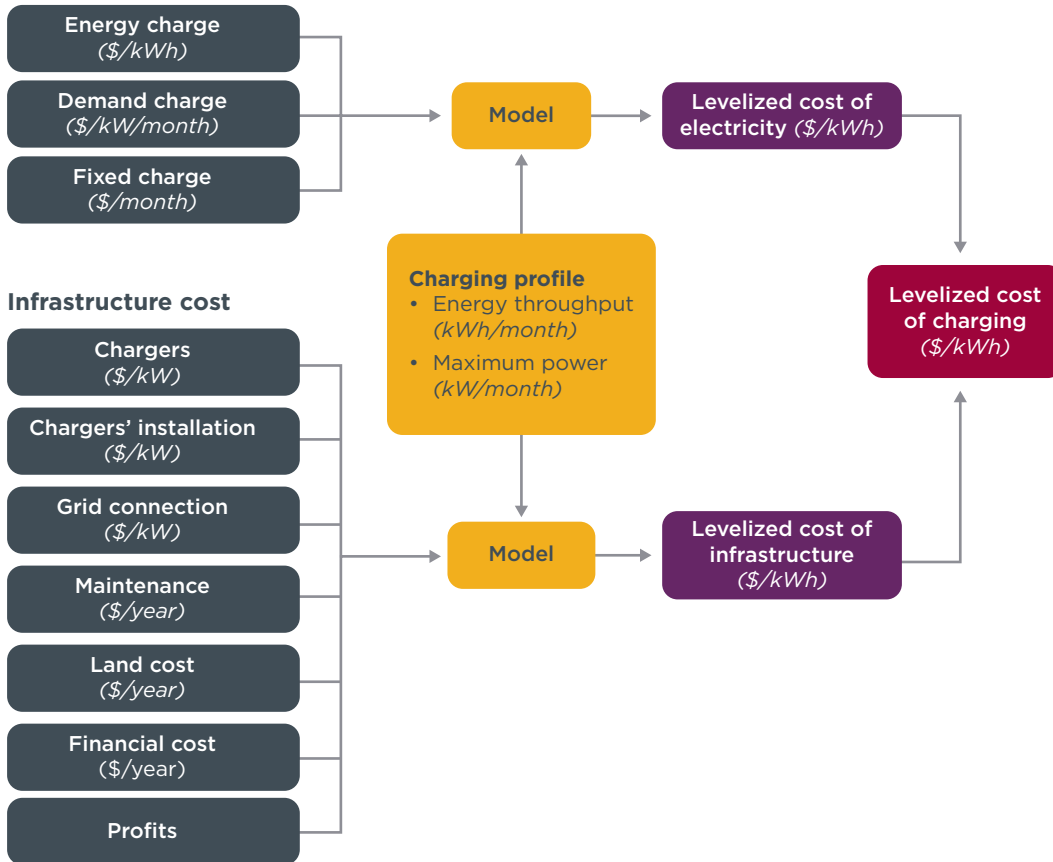 Energy charge
($/kWh)
Demand charge
($/kW/month)
Fixed charge
($/month)
Model
Levelized cost of
electricity ($/kWh)
Charging profile
• Energy throughput
(kWh/month)
• Maximum power
(kW/month)
Levelized cost
of charging
($/kWh)
Infrastructure cost
Chargers
($/kW)
Chargers’ installation
($/kW)
Grid connection
($/kW)
Maintenance
($/year)
Land cost
($/year)
Financial cost
($/year)
Profits
Model
Levelized cost of
infrastructure
($/kWh)